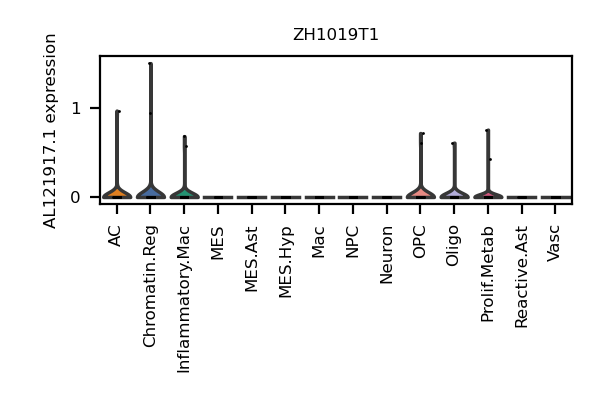 ZH1019T1
AL121917.1 expression
1
0
AC
Chromatin.Reg
Inflammatory.Mac
MES
MES.Ast
MES.Hyp
Mac
NPC
Neuron
OPC
Oligo
Prolif.Metab
Reactive.Ast
Vasc